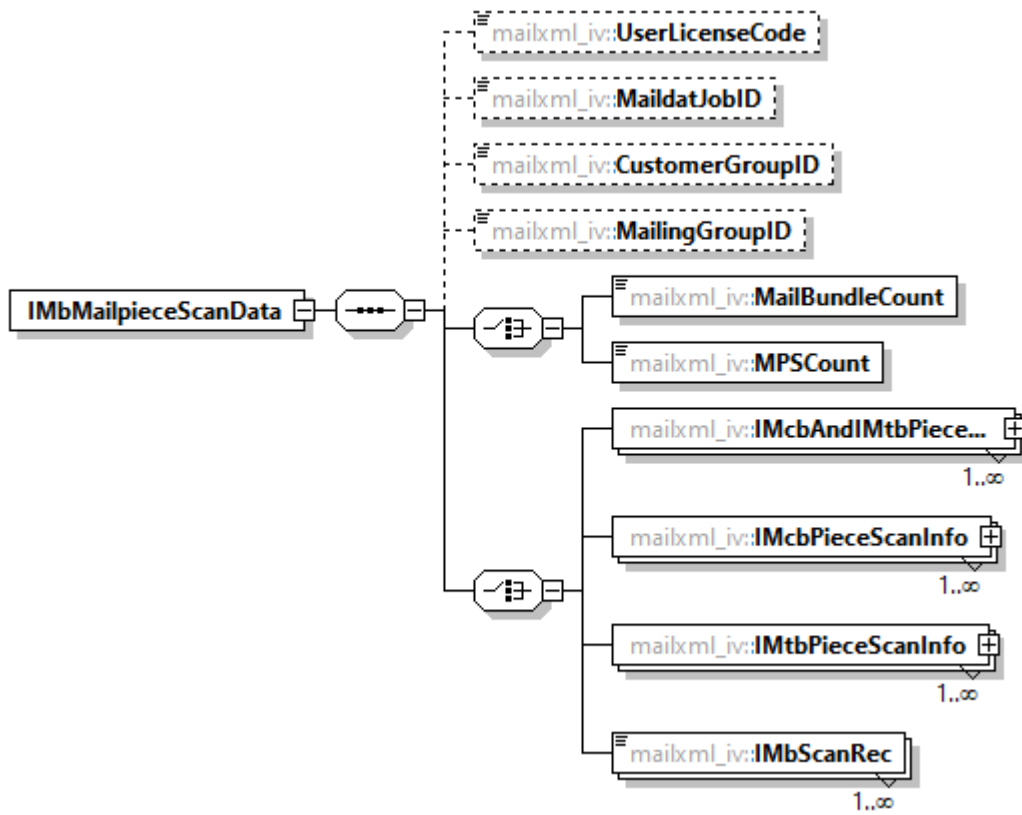 mailxml_iv::UserLicenseCode
mailxml_iv::MaildatJobID
mailxml_iv::CustomerGroupID
mailxml_iv::MailingGroupID
IMbMailpieceScanData
mailxml_iv::MailBundleCount
mailxml_iv::MPSCount
mailxml_iv::IMcbAndIMtbPiece...
1..∞
mailxml_iv::IMcbPieceScanInfo
1..∞
mailxml_iv::IMtbPieceScanInfo
1..∞
mailxml_iv::IMbScanRec
1..∞